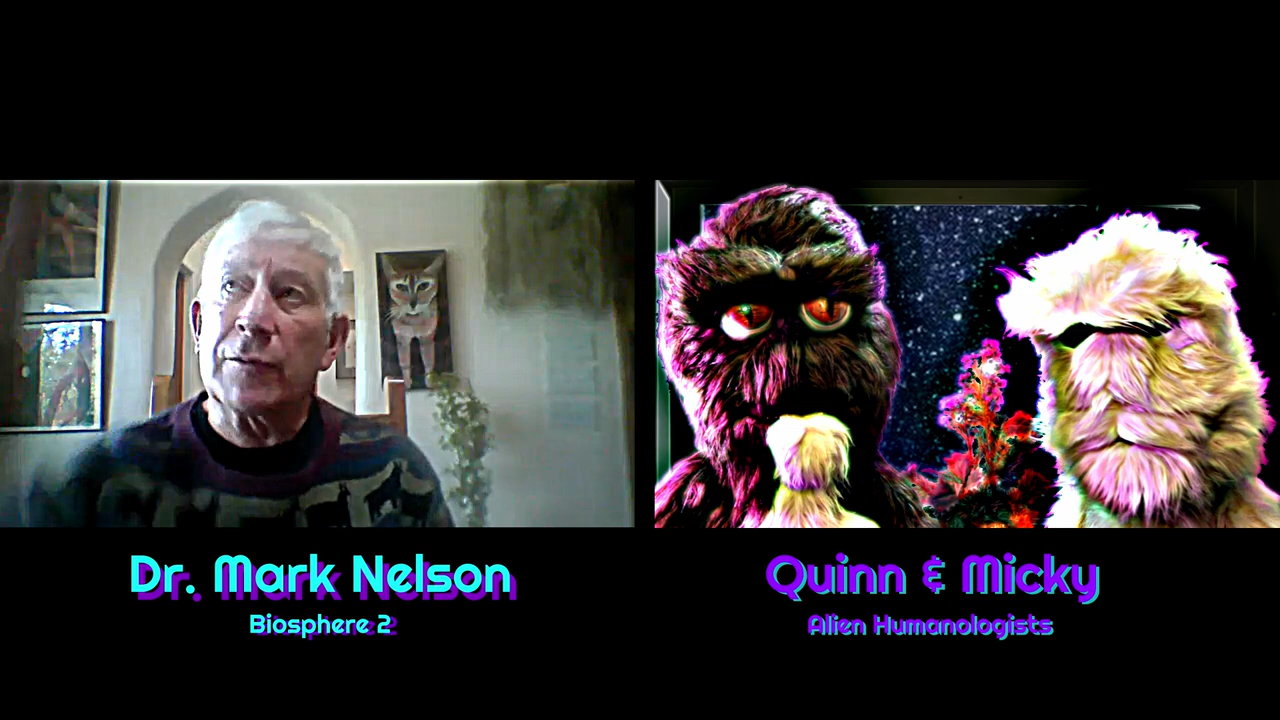 Dr. Mark Nelson
Biosphere 2
Quinn & Micky
Alien Humanologists